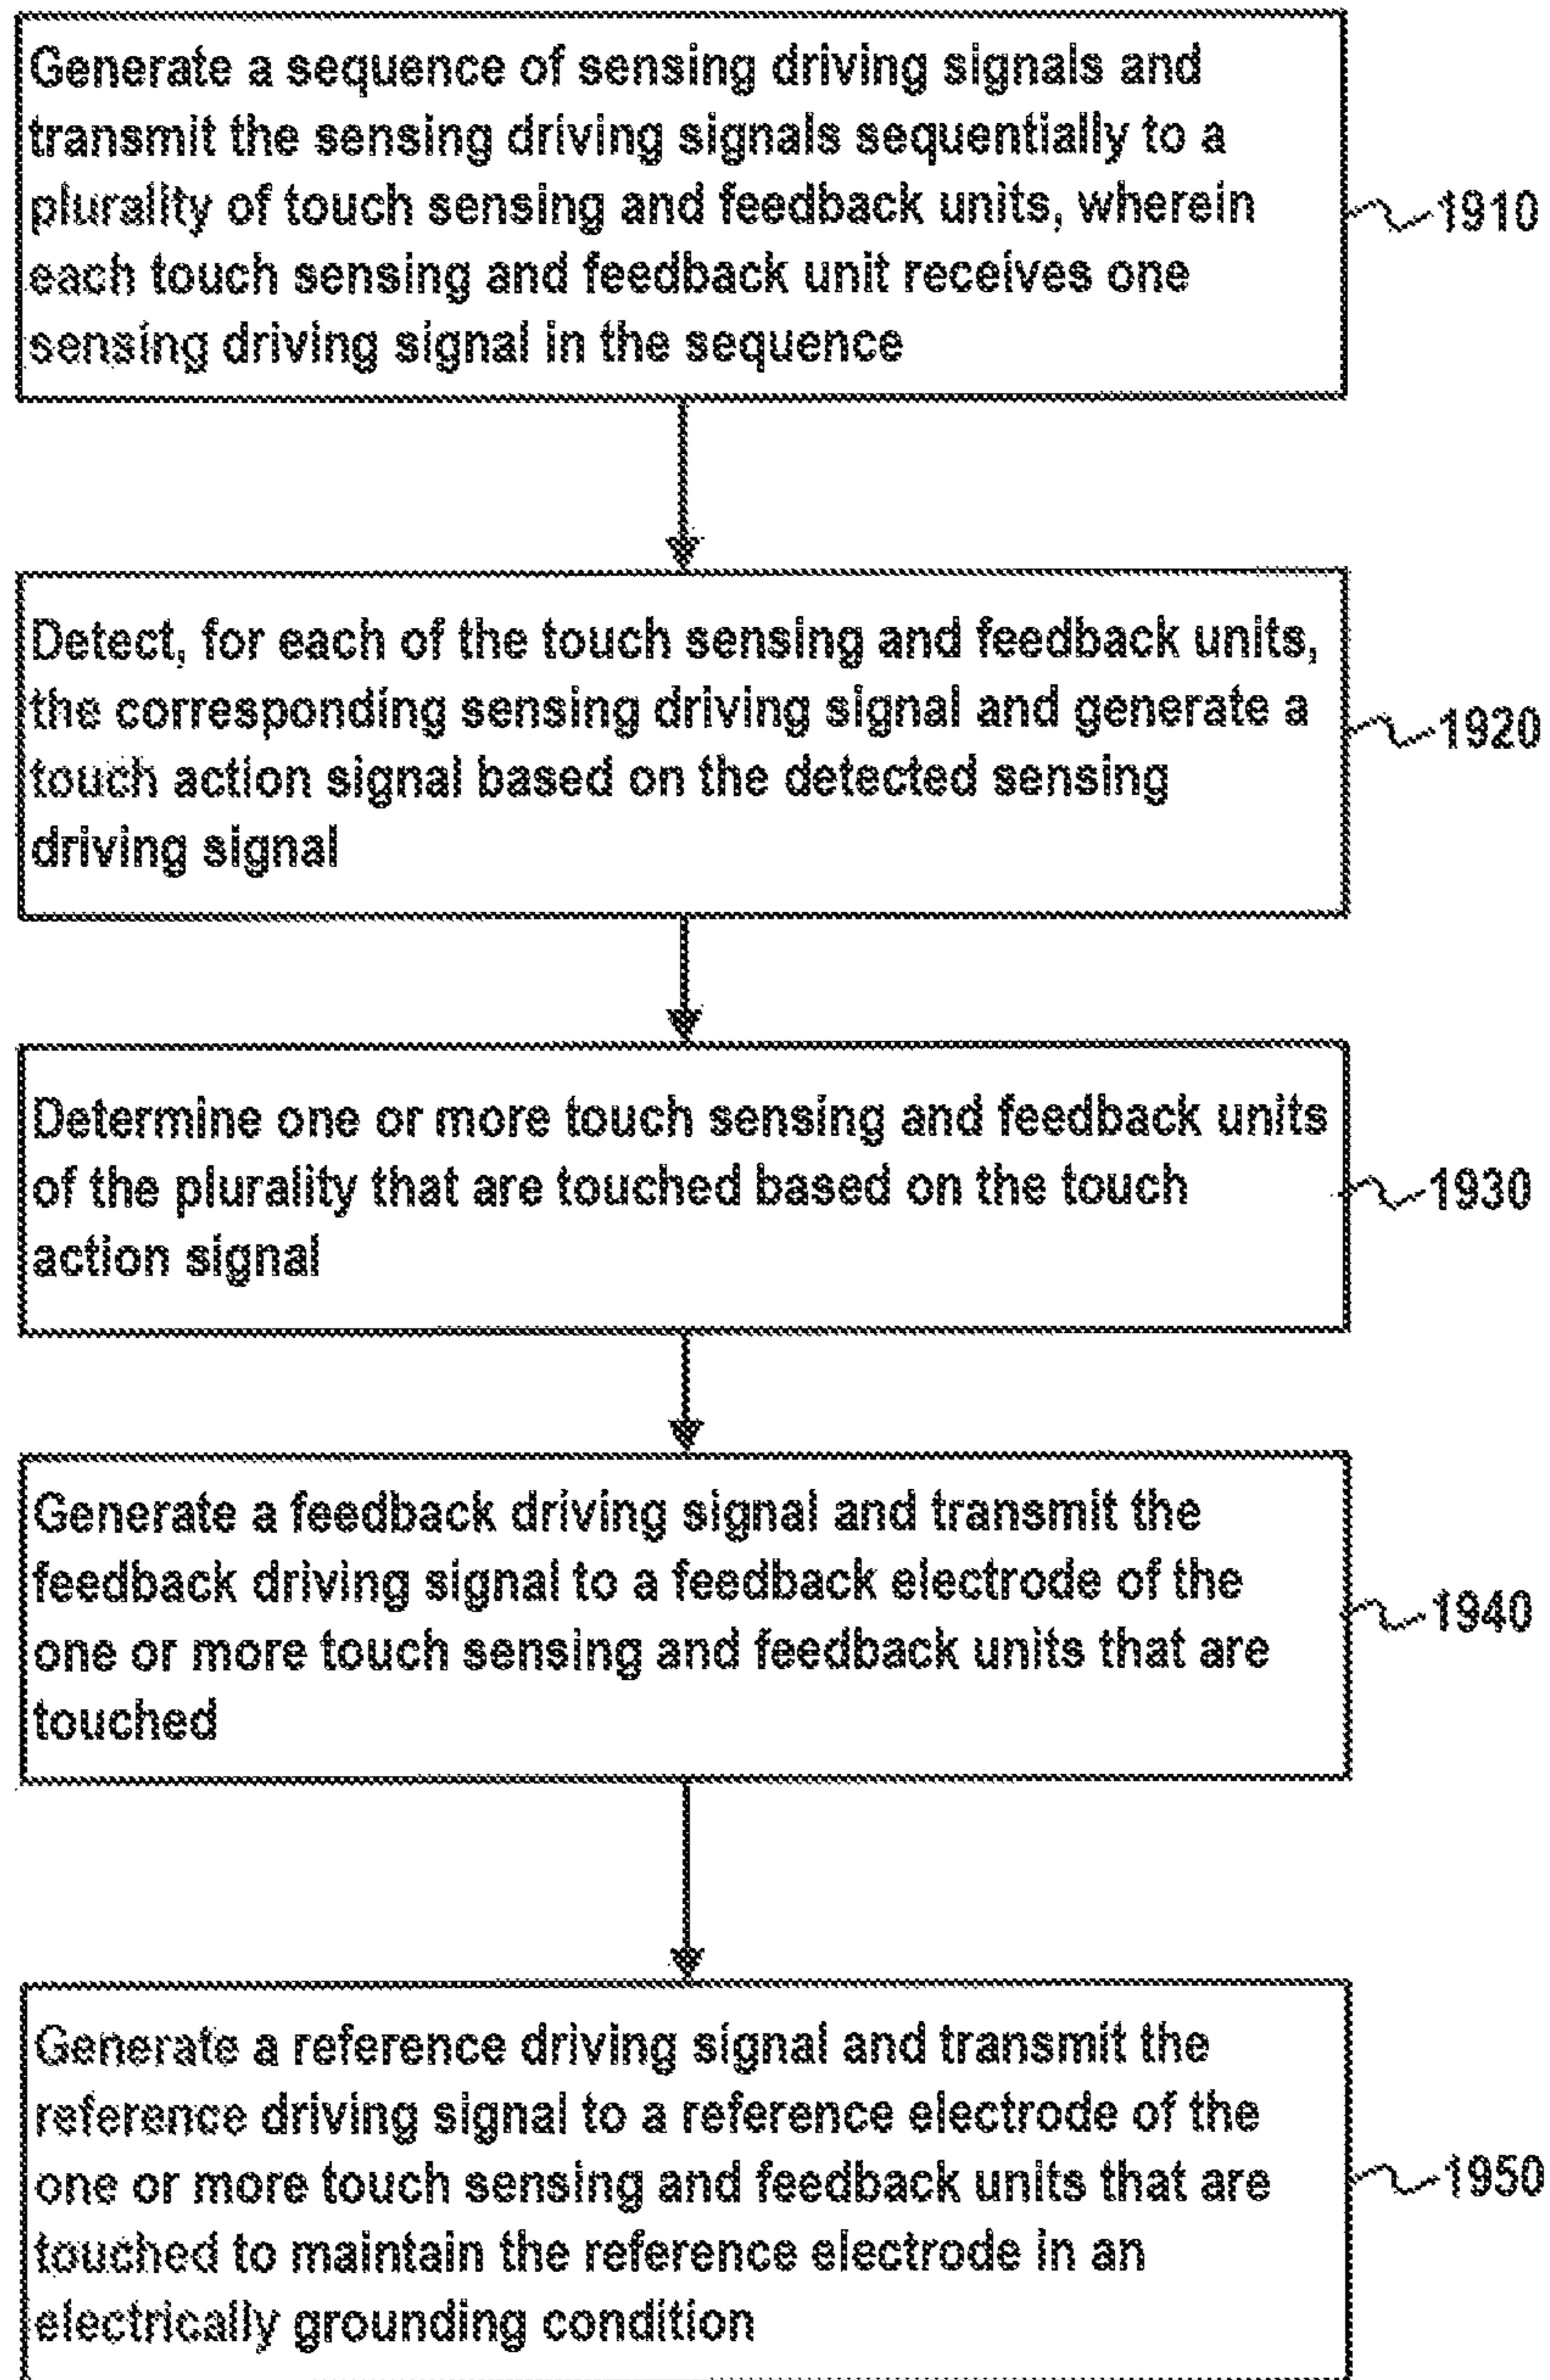 Generate a sequence of sensing driving signals and
transmit the sensing driving signals sequentially to a
plurality of touch sensing and feedback units, wherein
each touch sensing and feedback unit receives one
sensing driving signal in the sequence
1910
Detect, for each of the touch sensing and feedback units,
the corresponding sensing driving signal and generate a
touch action signal based on the detected sensing
driving signal
1920
Determine one or more touch sensing and feedback units
of the plurality that are touched based on the touch
action signal
1930
Generate a feedback driving signal and transmit the
feedback driving signal to a feedback electrode of the
one or more touch sensing and feedback units that are
touched
1940
Generate a reference driving signal and transmit the
reference driving signal to a reference electrode of the
one or more touch sensing and feedback units that are
touched to maintain the reference electrode in an
electrically grounding condition
1950